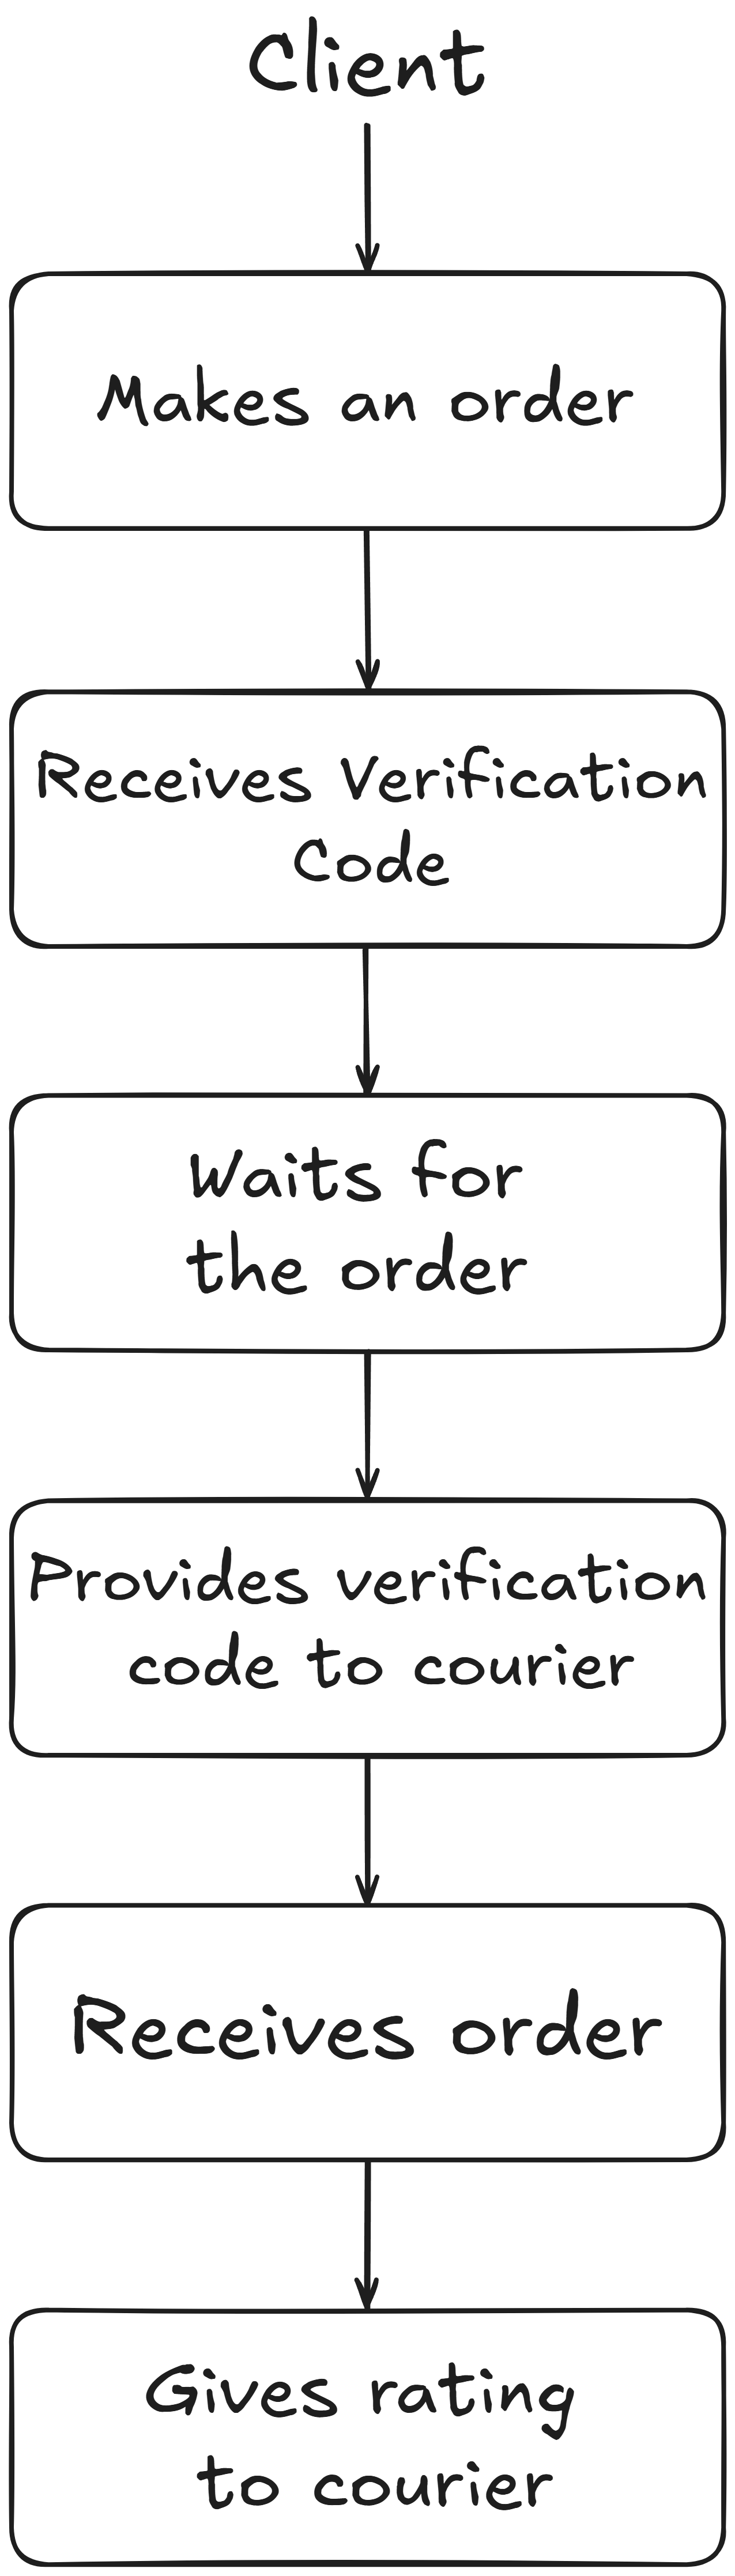 Client
Makes an order
Receives Verification
Code
Waits for
the order
Provides verification
code to courier
Receives order
Gives rating
to courier